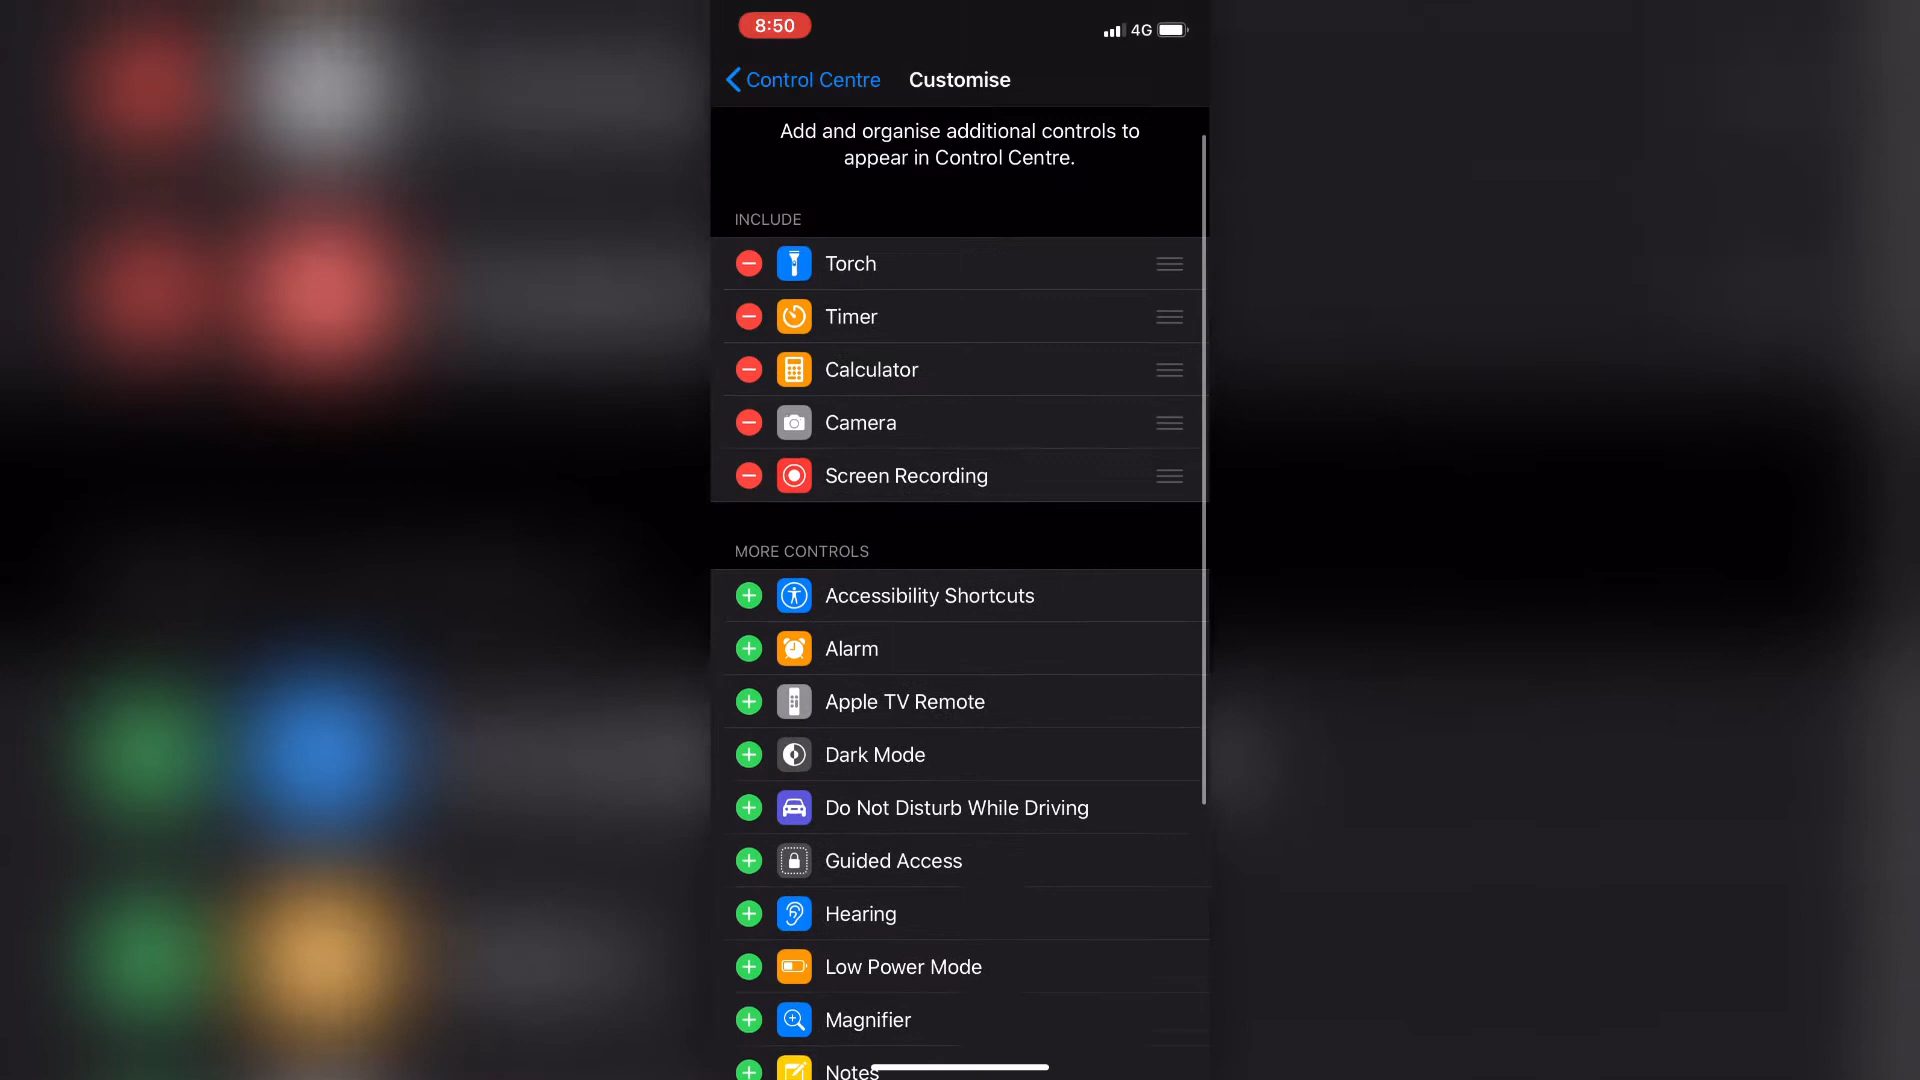 8:50
4G
Control Centre
Customise
Add and organise additional controls to
appear in Control Centre.
INCLUDE
Torch
Timer
Calculator
Camera
Screen Recording
MORE CONTROLS
Accessibility Shortcuts
Alarm
Apple TV Remote
Dark Mode
Do Not Disturb While Driving
Guided Access
Hearing
Low Power Mode
Magnifier
Notes